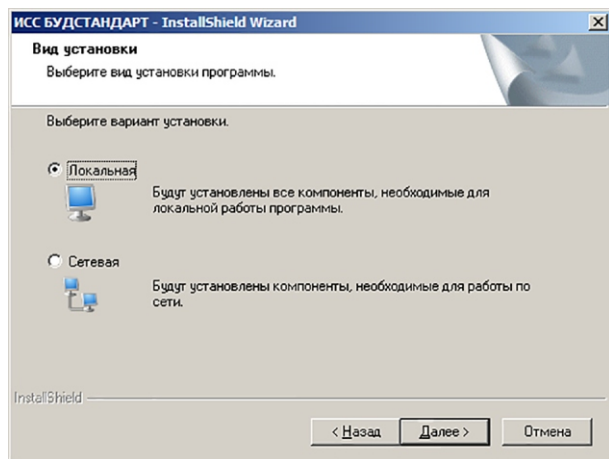 ИСС БУДСТАНДАРТ - InstallShield Wizard
Вид установки
Выберите вид установки программы.
Выберите вариант установки.
Локальная
Будут установлены все компоненты, необходимые для
локальной работы программы.
Сетевая
Будут установлены компоненты, необходимые для работы по
сети.
InstallShield
< Назад
Далее >
Отмена